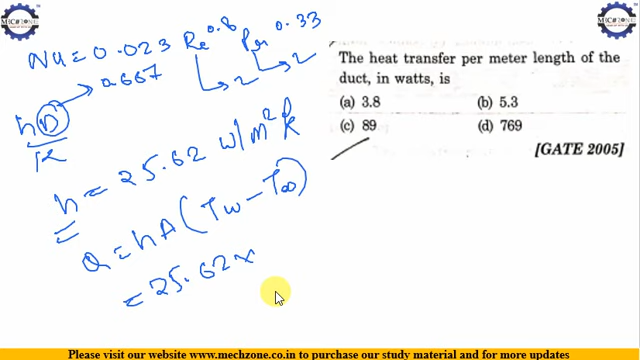 MECHZONE
MECHZONE
Nu = 0.023 Re^0.8 Pr^0.33
0.667
hD
K
h = 25.62 W/m²K
Q = hA(Tw - T∞)
= 25.62 ×
The heat transfer per meter length of the
duct, in watts, is
(a) 3.8 (b) 5.3
(c) 89 (d) 769
[GATE 2005]
Please visit our website www.mechzone.co.in to purchase our study material and for more updates